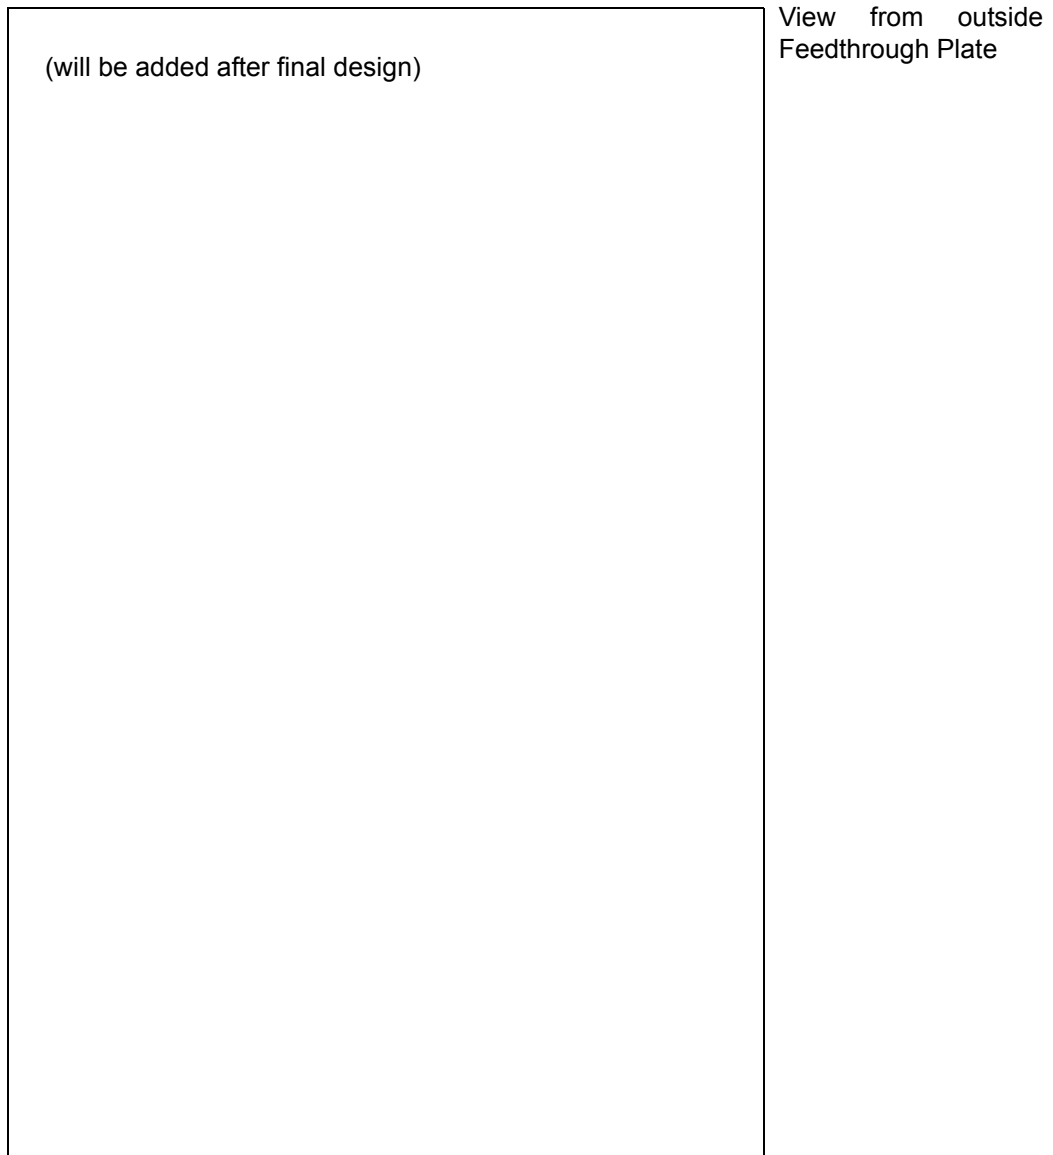 (will be added after final design)
View from outside
Feedthrough Plate